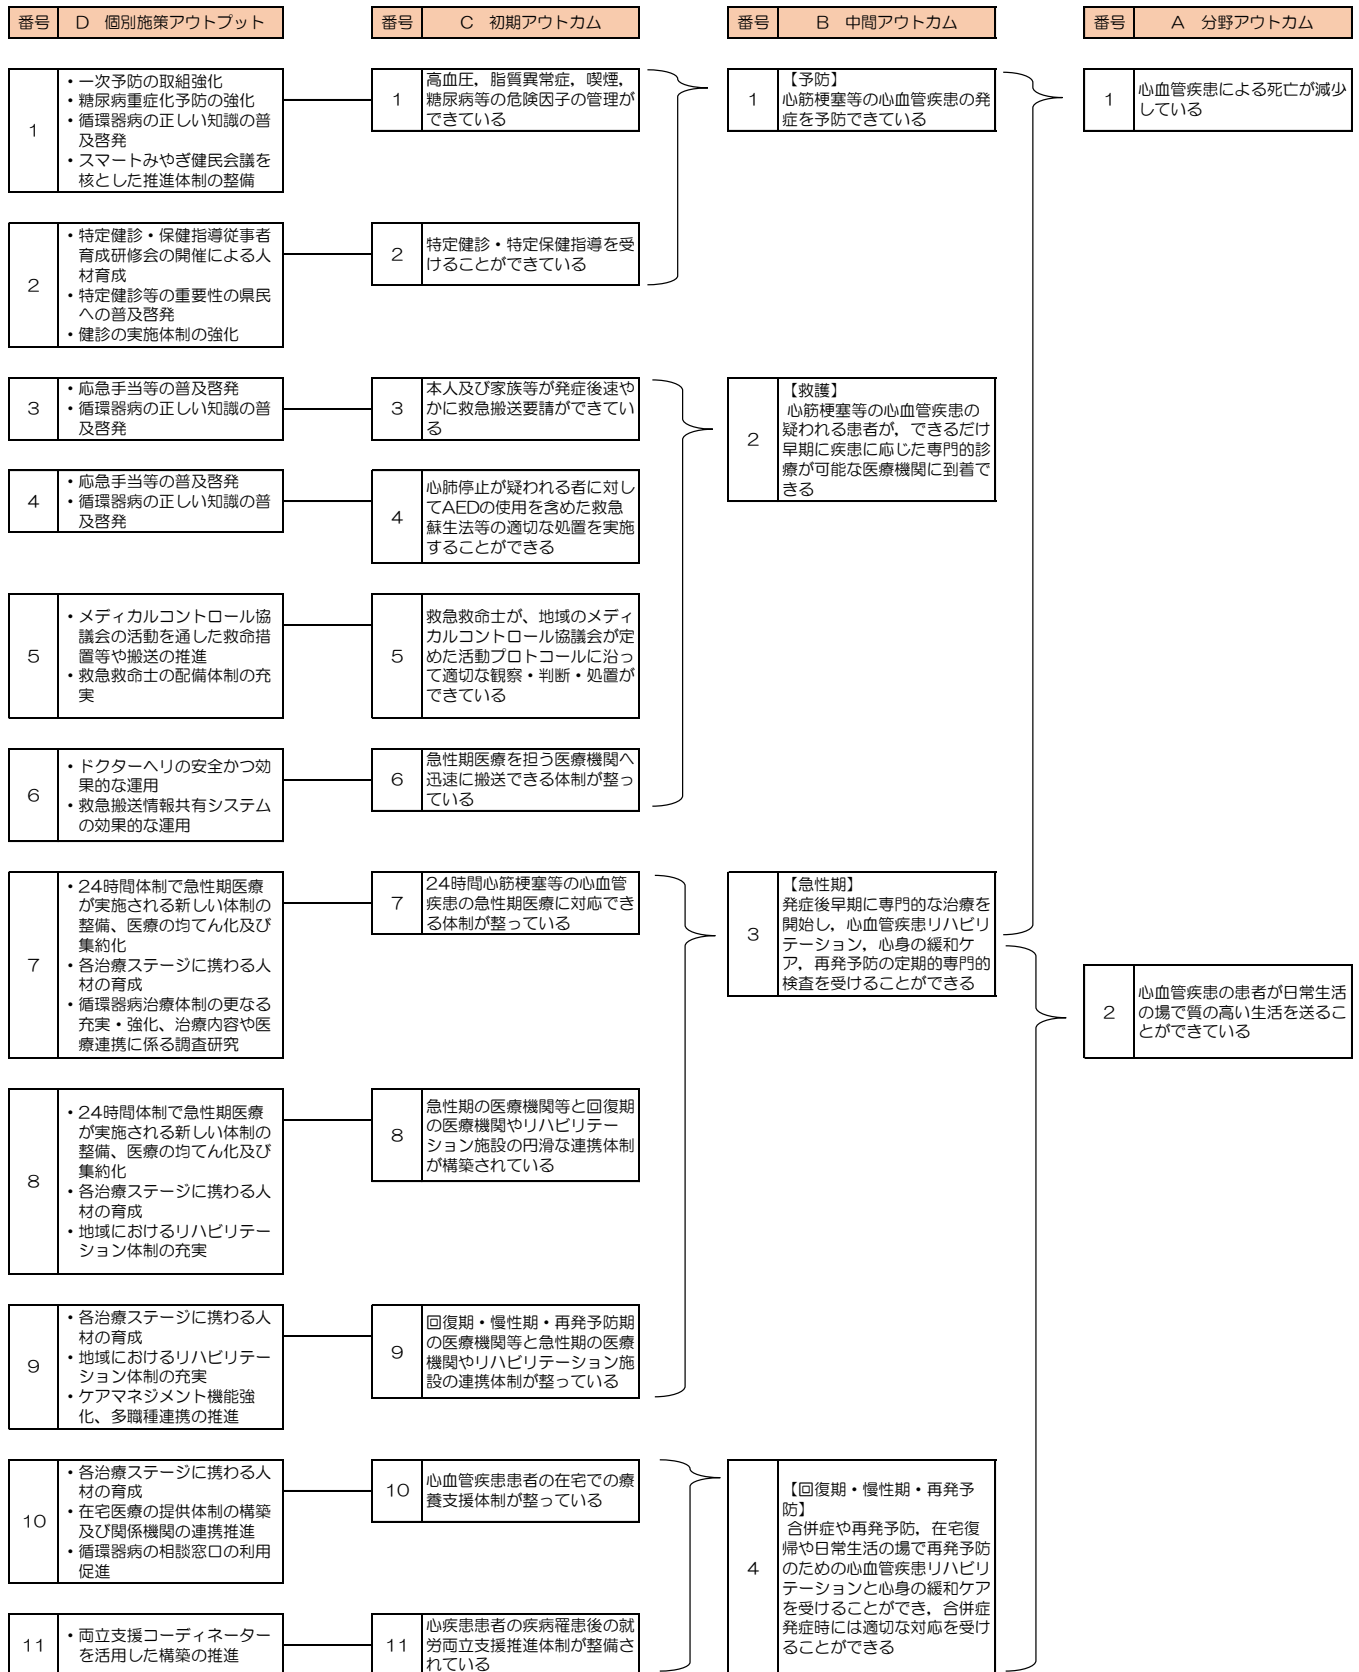 番号 D 個別施策アウトプット 番号 C 初期アウトカム 番号 B 中間アウトカム 番号 A 分野アウトカム
1
・一次予防の取組強化
・糖尿病重症化予防の強化
・循環器病の正しい知識の普
及啓発
・スマートみやぎ健民会議を
核とした推進体制の整備
1
高血圧，脂質異常症，喫煙，
糖尿病等の危険因子の管理が
できている
1
【予防】
心筋梗塞等の心血管疾患の発
症を予防できている
1
心血管疾患による死亡が減少
している
2
・特定健診・保健指導従事者
育成研修会の開催による人
材育成
・特定健診等の重要性の県民
への普及啓発
・健診の実施体制の強化
2
特定健診・特定保健指導を受
けることができている
3
・応急手当等の普及啓発
・循環器病の正しい知識の普
及啓発
3
本人及び家族等が発症後速や
かに救急搬送要請ができてい
る
2
【救護】
心筋梗塞等の心血管疾患の
疑われる患者が，できるだけ
早期に疾患に応じた専門的診
療が可能な医療機関に到着で
きる
4
・応急手当等の普及啓発
・循環器病の正しい知識の普
及啓発
4
心肺停止が疑われる者に対し
てAEDの使用を含めた救急
蘇生法等の適切な処置を実施
することができる
5
・メディカルコントロール協
議会の活動を通した救命措
置等や搬送の推進
・救急救命士の配備体制の充
実
5
救急救命士が、地域のメディ
カルコントロール協議会が定
めた活動プロトコールに沿っ
て適切な観察・判断・処置が
できている
6
・ドクターヘリの安全かつ効
果的な運用
・救急搬送情報共有システム
の効果的な運用
6
急性期医療を担う医療機関へ
迅速に搬送できる体制が整っ
ている
7
・24時間体制で急性期医療
が実施される新しい体制の
整備、医療の均てん化及び
集約化
・各治療ステージに携わる人
材の育成
・循環器病治療体制の更なる
充実・強化、治療内容や医
療連携に係る調査研究
7
24時間心筋梗塞等の心血管
疾患の急性期医療に対応でき
る体制が整っている
3
【急性期】
発症後早期に専門的な治療を
開始し，心血管疾患リハビリ
テーション，心身の緩和ケ
ア，再発予防の定期的専門的
検査を受けることができる
2
心血管疾患の患者が日常生活
の場で質の高い生活を送るこ
とができている
8
・24時間体制で急性期医療
が実施される新しい体制の
整備、医療の均てん化及び
集約化
・各治療ステージに携わる人
材の育成
・地域におけるリハビリテー
ション体制の充実
8
急性期の医療機関等と回復期
の医療機関やリハビリテー
ション施設の円滑な連携体制
が構築されている
9
・各治療ステージに携わる人
材の育成
・地域におけるリハビリテー
ション体制の充実
・ケアマネジメント機能強
化、多職種連携の推進
9
回復期・慢性期・再発予防期
の医療機関等と急性期の医療
機関やリハビリテーション施
設の連携体制が整っている
10
・各治療ステージに携わる人
材の育成
・在宅医療の提供体制の構築
及び関係機関の連携推進
・循環器病の相談窓口の利用
促進
10
心血管疾患患者の在宅での療
養支援体制が整っている
4
【回復期・慢性期・再発予
防】
合併症や再発予防，在宅復
帰や日常生活の場で再発予防
のための心血管疾患リハビリ
テーションと心身の緩和ケア
を受けることができ，合併症
発症時には適切な対応を受け
ることができる
11
・両立支援コーディネーター
を活用した構築の推進
11
心疾患患者の疾病罹患後の就
労両立支援推進体制が整備さ
れている